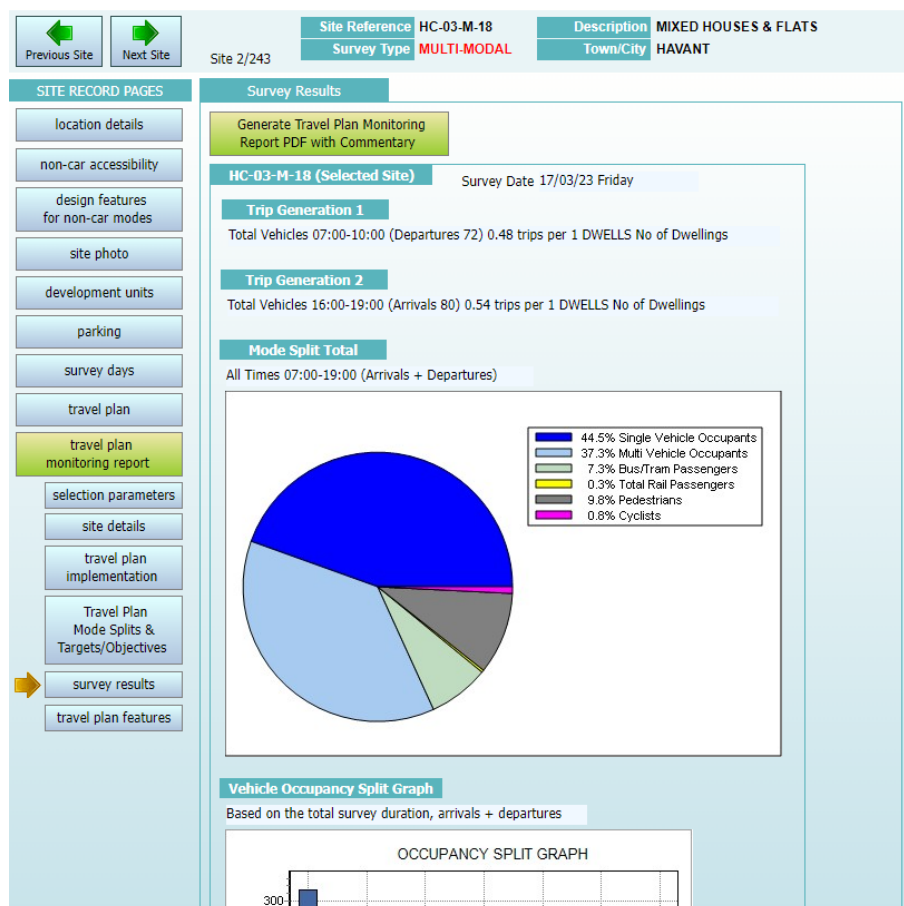 Previous Site
Next Site
Site 2/243
Site Reference HC-03-M-18
Description MIXED HOUSES & FLATS
Survey Type MULTI-MODAL
Town/City HAVANT
SITE RECORD PAGES
location details
non-car accessibility
design features
for non-car modes
site photo
development units
parking
survey days
travel plan
travel plan
monitoring report
selection parameters
site details
travel plan
implementation
Travel Plan
Mode Splits &
Targets/Objectives
survey results
travel plan features
Survey Results
Generate Travel Plan Monitoring
Report PDF with Commentary
HC-03-M-18 (Selected Site)
Survey Date 17/03/23 Friday
Trip Generation 1
Total Vehicles 07:00-10:00 (Departures 72) 0.48 trips per 1 DWELLS No of Dwellings
Trip Generation 2
Total Vehicles 16:00-19:00 (Arrivals 80) 0.54 trips per 1 DWELLS No of Dwellings
Mode Split Total
All Times 07:00-19:00 (Arrivals + Departures)
44.5% Single Vehicle Occupants
37.3% Multi Vehicle Occupants
7.3% Bus/Tram Passengers
0.3% Total Rail Passengers
9.8% Pedestrians
0.8% Cyclists
Vehicle Occupancy Split Graph
Based on the total survey duration, arrivals + departures
OCCUPANCY SPLIT GRAPH
300